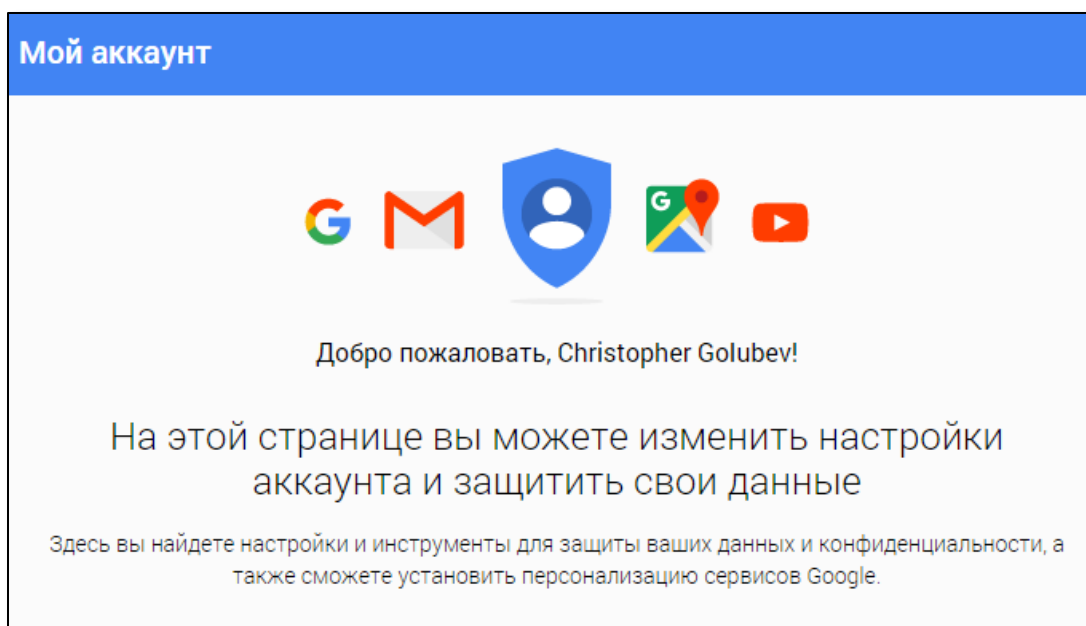 Мой аккаунт
G
Добро пожаловать, Christopher Golubev!
На этой странице вы можете изменить настройки
аккаунта и защитить свои данные
Здесь вы найдете настройки и инструменты для защиты ваших данных и конфиденциальности, а
также сможете установить персонализацию сервисов Google.